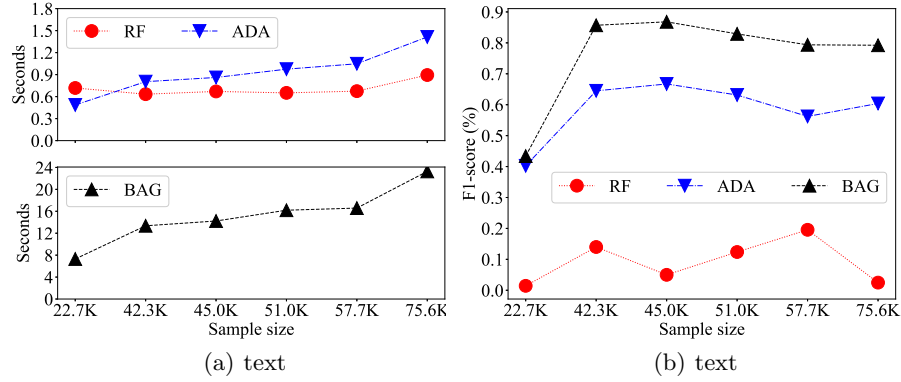 1.8
1.5
1.2
0.9
0.6
0.3
0.0
Seconds
RF ADA
24
20
16
12
8
4
0
Seconds
BAG
22.7K 42.3K 45.0K 51.0K 57.7K 75.6K
Sample size
(a) text
0.9
0.8
0.7
0.6
0.5
0.4
0.3
0.2
0.1
0.0
F1-score (%)
RF ADA BAG
22.7K 42.3K 45.0K 51.0K 57.7K 75.6K
Sample size
(b) text